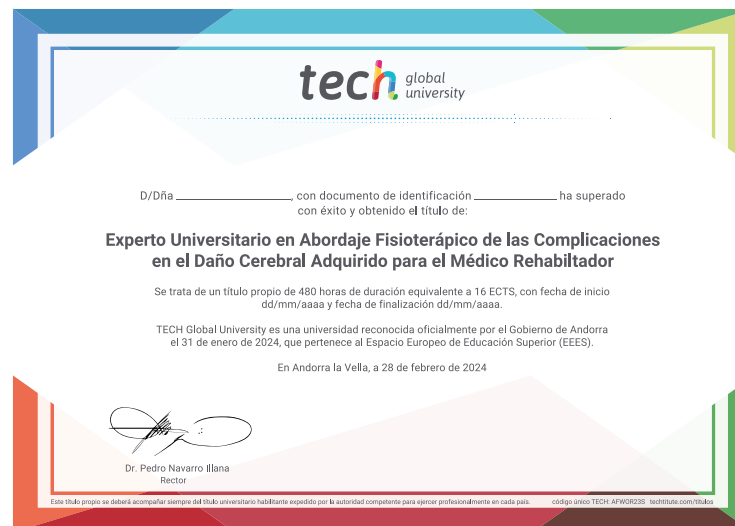 tech global university
D/Dña ______________________, con documento de identificación ________________ ha superado
con éxito y obtenido el título de:
Experto Universitario en Abordaje Fisioterápico de las Complicaciones
en el Daño Cerebral Adquirido para el Médico Rehabiltador
Se trata de un título propio de 480 horas de duración equivalente a 16 ECTS, con fecha de inicio
dd/mm/aaaa y fecha de finalización dd/mm/aaaa.
TECH Global University es una universidad reconocida oficialmente por el Gobierno de Andorra
el 31 de enero de 2024, que pertenece al Espacio Europeo de Educación Superior (EEES).
En Andorra la Vella, a 28 de febrero de 2024
Dr. Pedro Navarro Illana
Rector
Este título propio se deberá acompañar siempre del título universitario habilitante expedido por la autoridad competente para ejercer profesionalmente en cada país. código único TECH: AFWOR23S techtitute.com/titulos